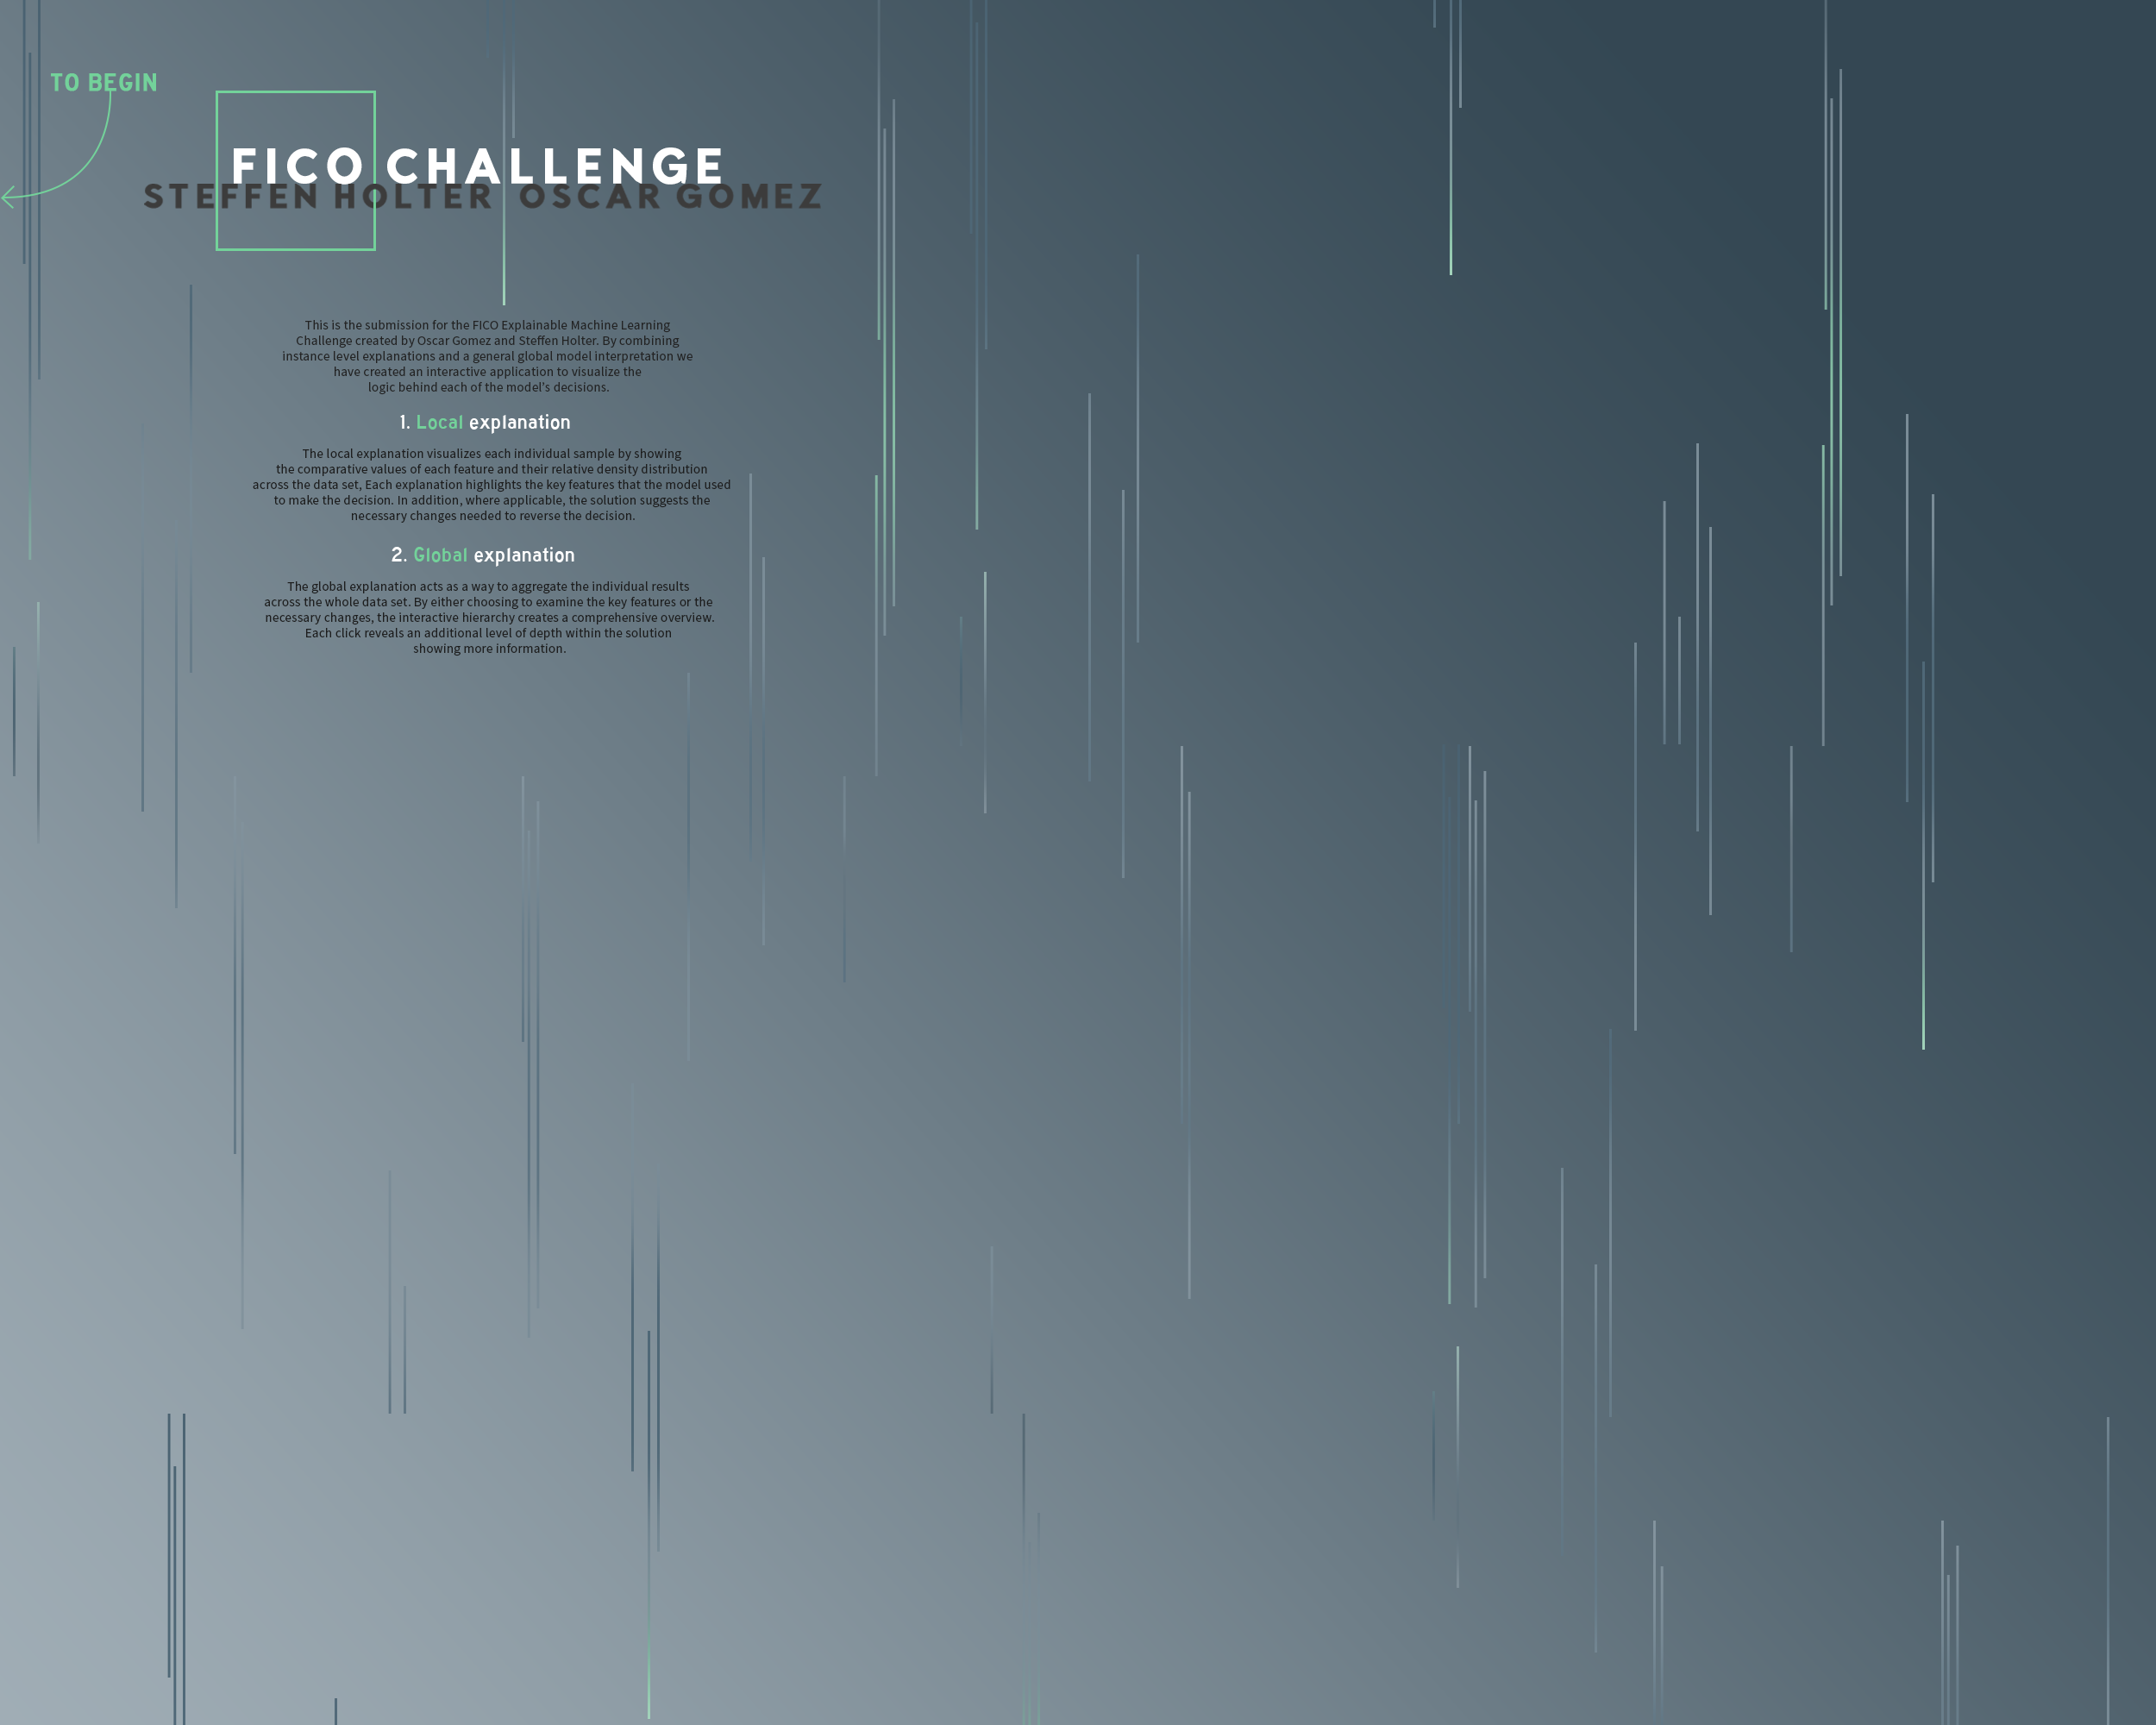 TO BEGIN
FICO CHALLENGE
STEFFEN HOLTER OSCAR GOMEZ
This is the submission for the FICO Explainable Machine Learning
Challenge created by Oscar Gomez and Steffen Holter. By combining
instance level explanations and a general global model interpretation we
have created an interactive application to visualize the
logic behind each of the model's decisions.
1. Local explanation
The local explanation visualizes each individual sample by showing
the comparative values of each feature and their relative density distribution
across the data set, Each explanation highlights the key features that the model used
to make the decision. In addition, where applicable, the solution suggests the
necessary changes needed to reverse the decision.
2. Global explanation
The global explanation acts as a way to aggregate the individual results
across the whole data set. By either choosing to examine the key features or the
necessary changes, the interactive hierarchy creates a comprehensive overview.
Each click reveals an additional level of depth within the solution
showing more information.